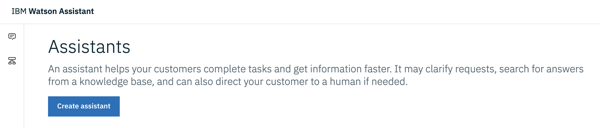 IBM Watson Assistant
Assistants
An assistant helps your customers complete tasks and get information faster. It may clarify requests, search for answers
from a knowledge base, and can also direct your customer to a human if needed.
Create assistant